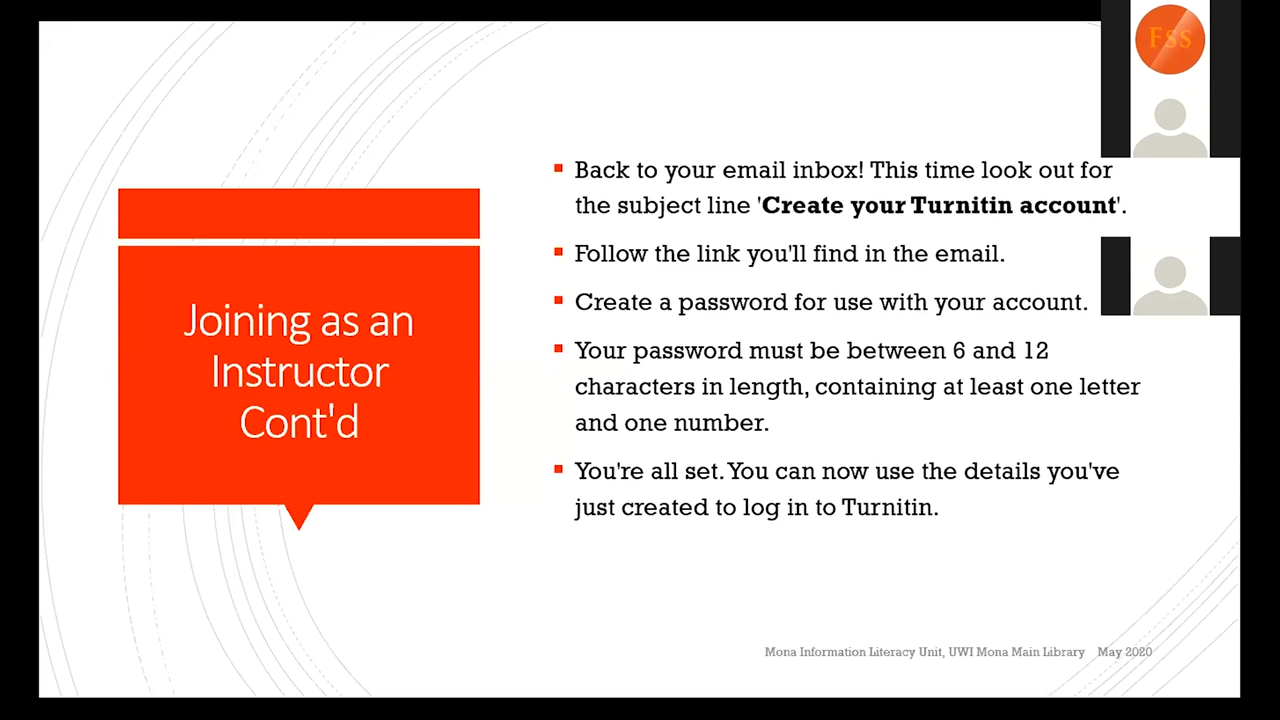 FSS
Joining as an
Instructor
Cont'd
Back to your email inbox! This time look out for
the subject line 'Create your Turnitin account'.
Follow the link you'll find in the email.
Create a password for use with your account.
Your password must be between 6 and 12
characters in length, containing at least one letter
and one number.
You're all set. You can now use the details you've
just created to log in to Turnitin.
Mona Information Literacy Unit, UWI Mona Main Library May 2020